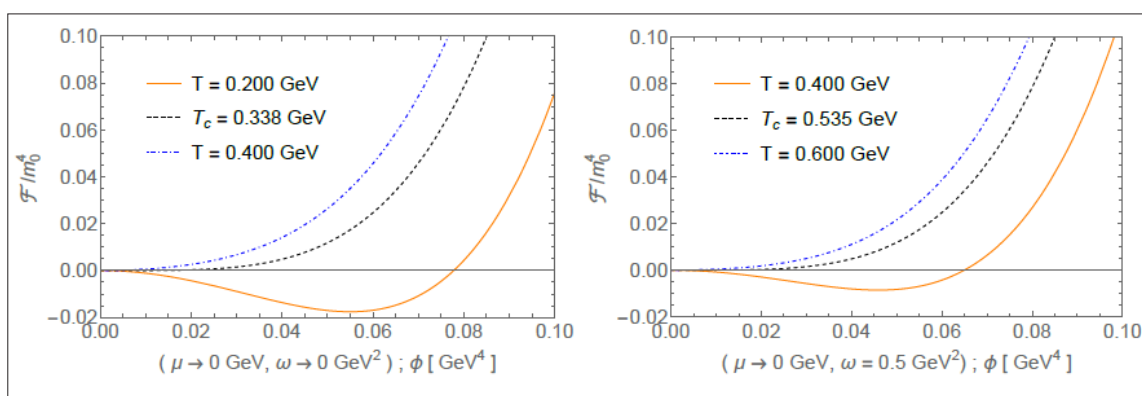 0.10
0.08
0.06
0.04
0.02
0.00
−0.02
ℱ/m₀⁴
T = 0.200 GeV
T_c = 0.338 GeV
T = 0.400 GeV
0.00 0.02 0.04 0.06 0.08 0.10
( μ → 0 GeV, ω → 0 GeV² ) ; ϕ [ GeV⁴ ]
0.10
0.08
0.06
0.04
0.02
0.00
−0.02
ℱ/m₀⁴
T = 0.400 GeV
T_c = 0.535 GeV
T = 0.600 GeV
0.00 0.02 0.04 0.06 0.08 0.10
( μ → 0 GeV, ω = 0.5 GeV²) ; ϕ [ GeV⁴ ]